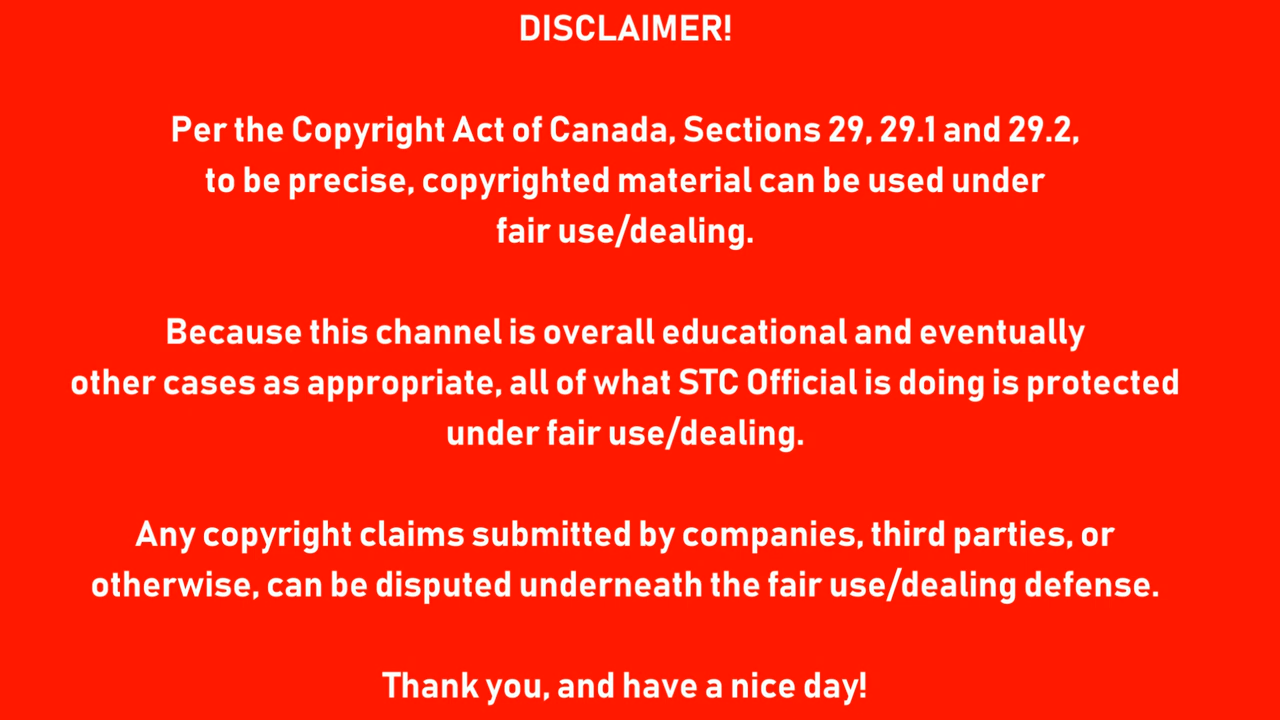 DISCLAIMER!
Per the Copyright Act of Canada, Sections 29, 29.1 and 29.2,
to be precise, copyrighted material can be used under
fair use/dealing.
Because this channel is overall educational and eventually
other cases as appropriate, all of what STC Official is doing is protected
under fair use/dealing.
Any copyright claims submitted by companies, third parties, or
otherwise, can be disputed underneath the fair use/dealing defense.
Thank you, and have a nice day!